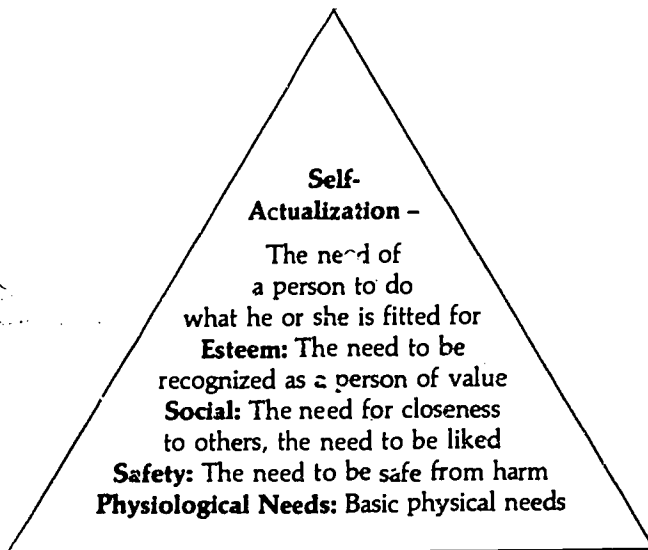 Self-
Actualization –
The need of
a person to do
what he or she is fitted for
Esteem: The need to be
recognized as a person of value
Social: The need for closeness
to others, the need to be liked
Safety: The need to be safe from harm
Physiological Needs: Basic physical needs